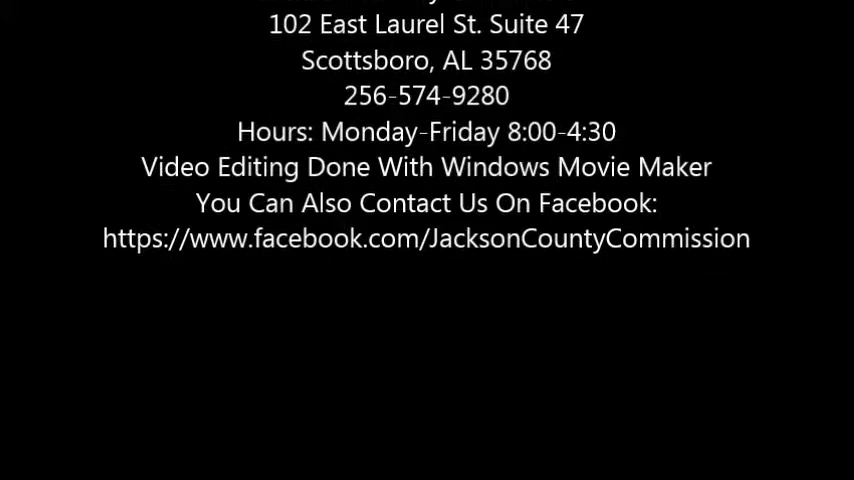 102 East Laurel St. Suite 47
Scottsboro, AL 35768
256-574-9280
Hours: Monday-Friday 8:00-4:30
Video Editing Done With Windows Movie Maker
You Can Also Contact Us On Facebook:
https://www.facebook.com/JacksonCountyCommission